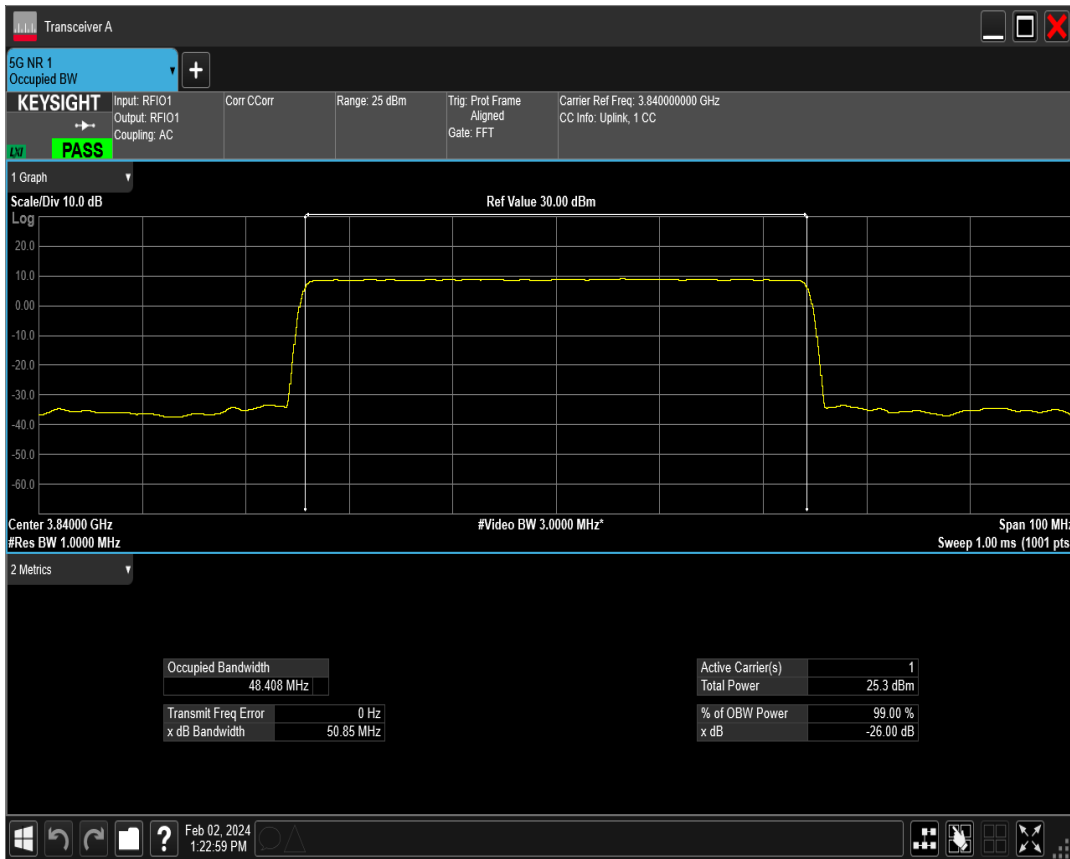 Transceiver A
5G NR 1
Occupied BW
KEYSIGHT
LXI
PASS
Input: RFIO1
Output: RFIO1
Coupling: AC
Corr CCorr
Range: 25 dBm
Trig: Prot Frame
Aligned
Gate: FFT
Carrier Ref Freq: 3.840000000 GHz
CC Info: Uplink, 1 CC
1 Graph
Scale/Div 10.0 dB
Ref Value 30.00 dBm
Log
20.0
10.0
0.00
-10.0
-20.0
-30.0
-40.0
-50.0
-60.0
Center 3.84000 GHz
#Video BW 3.0000 MHz*
Span 100 MHz
#Res BW 1.0000 MHz
Sweep 1.00 ms (1001 pts
2 Metrics
Occupied Bandwidth
48.408 MHz
Transmit Freq Error 0 Hz
x dB Bandwidth 50.85 MHz
Active Carrier(s) 1
Total Power 25.3 dBm
% of OBW Power 99.00 %
x dB -26.00 dB
?
Feb 02, 2024
1:22:59 PM